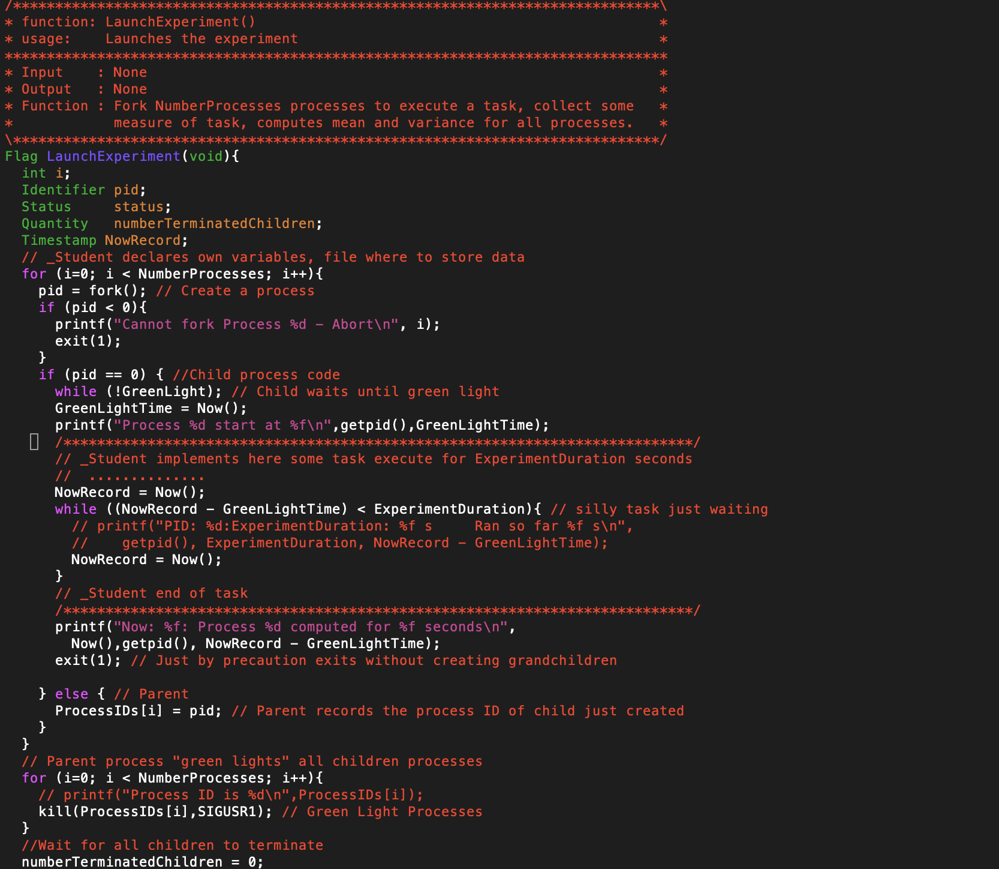 /*****************************************************************************\
* function: LaunchExperiment()                                                *
* usage:    Launches the experiment                                           *
*******************************************************************************
* Input    : None                                                             *
* Output   : None                                                             *
* Function : Fork NumberProcesses processes to execute a task, collect some   *
*            measure of task, computes mean and variance for all processes.   *
\*****************************************************************************/
Flag LaunchExperiment(void){
  int i;
  Identifier pid;
  Status     status;
  Quantity   numberTerminatedChildren;
  Timestamp NowRecord;
  // _Student declares own variables, file where to store data
  for (i=0; i < NumberProcesses; i++){
    pid = fork(); // Create a process
    if (pid < 0){
      printf("Cannot fork Process %d - Abort\n", i);
      exit(1);
    }
    if (pid == 0) { //Child process code
      while (!GreenLight); // Child waits until green light
      GreenLightTime = Now();
      printf("Process %d start at %f\n",getpid(),GreenLightTime);
      /***************************************************************************/
      // _Student implements here some task execute for ExperimentDuration seconds
      //  ..............
      NowRecord = Now();
      while ((NowRecord - GreenLightTime) < ExperimentDuration){ // silly task just waiting
        // printf("PID: %d:ExperimentDuration: %f s     Ran so far %f s\n",
        //    getpid(), ExperimentDuration, NowRecord - GreenLightTime);
        NowRecord = Now();
      }
      // _Student end of task
      /***************************************************************************/
      printf("Now: %f: Process %d computed for %f seconds\n",
        Now(),getpid(), NowRecord - GreenLightTime);
      exit(1); // Just by precaution exits without creating grandchildren

    } else { // Parent
      ProcessIDs[i] = pid; // Parent records the process ID of child just created
    }
  }
  // Parent process "green lights" all children processes
  for (i=0; i < NumberProcesses; i++){
    // printf("Process ID is %d\n",ProcessIDs[i]);
    kill(ProcessIDs[i],SIGUSR1); // Green Light Processes
  }
  //Wait for all children to terminate
  numberTerminatedChildren = 0;